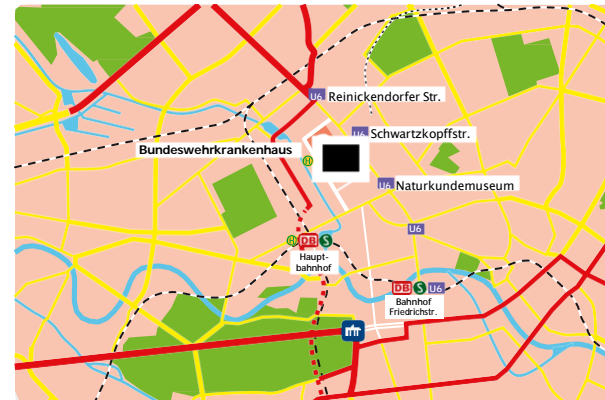 U6 Reinickendorfer Str.
U6 Schwartzkopffstr.
Bundeswehrkrankenhaus
H
U6 Naturkundemuseum
U6
H DB S
Haupt-
bahnhof
DB S U6
Bahnhof
Friedrichstr.